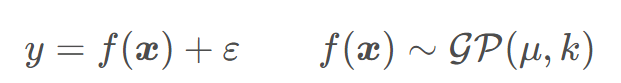 y = f(𝒙) + ε f(𝒙) ∼ 𝒢𝒫(μ, k)